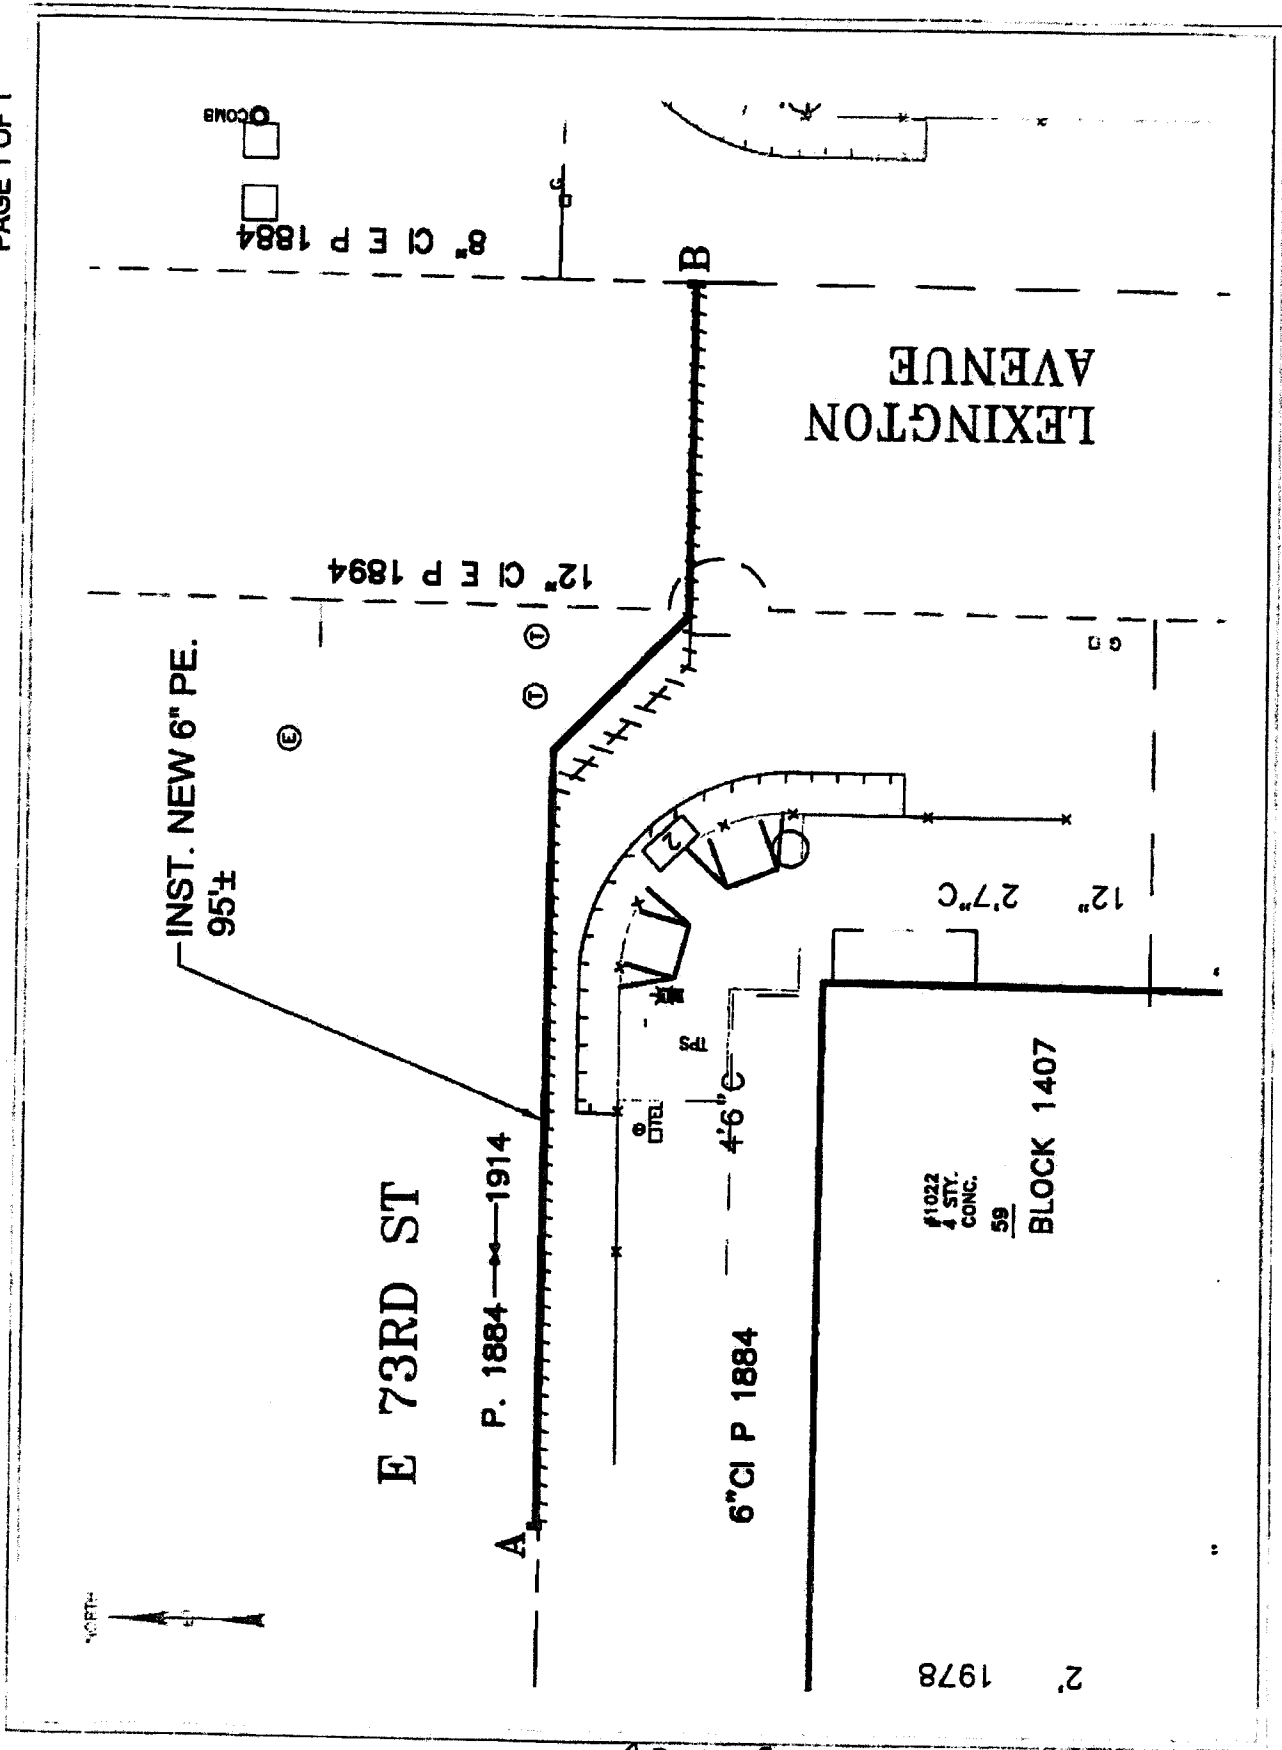 PAGE 1 OF 1
COMB
G
8" CI E P 1884
B
LEXINGTON
AVENUE
12" CI E P 1894
INST. NEW 6" PE.
95'±
E
T
T
G
2
12" 2'7"C
TPS
TEL
4'6"C
E 73RD ST
P. 1884 1914
#1022
4 STY.
CONC.
59
BLOCK 1407
6"CI P 1884
A
NORTH
2' 1978